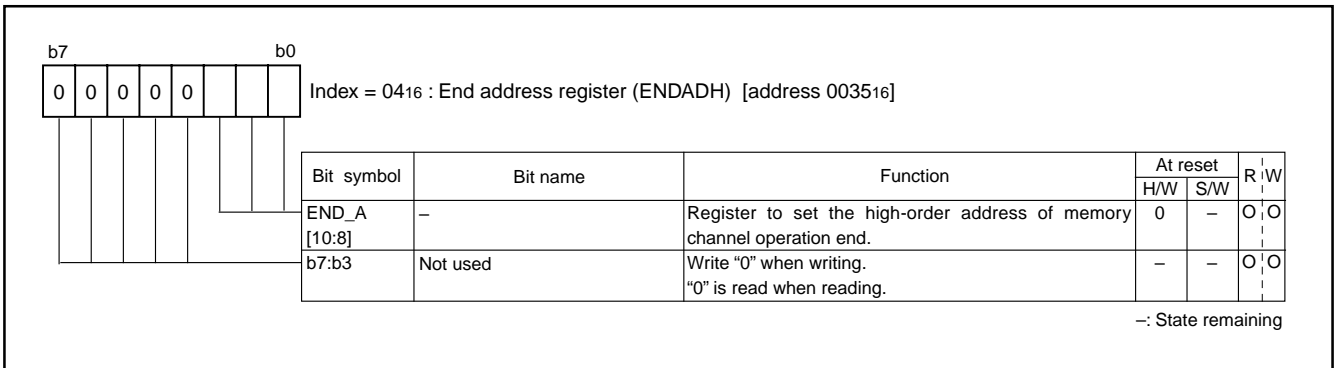 b7 b0
0 0 0 0 0
Index = 0416 : End address register (ENDADH) [address 003516]
Bit symbol Bit name Function At reset R W
H/W S/W
END_A – Register to set the high-order address of memory 0 – O O
[10:8] channel operation end.
b7:b3 Not used Write “0” when writing. – – O O
“0” is read when reading.
–: State remaining